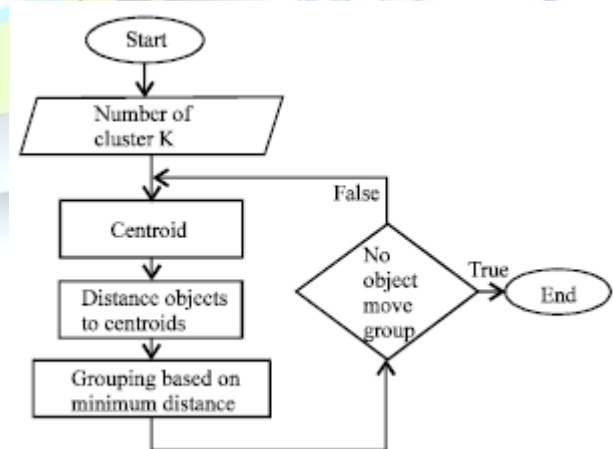 Start
Number of
cluster K
False
Centroid
No
object
move
group
True
End
Distance objects
to centroids
Grouping based on
minimum distance